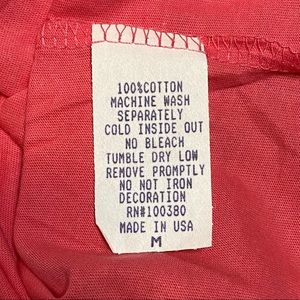 100%COTTON
MACHINE WASH
SEPARATELY
COLD INSIDE OUT
NO BLEACH
TUMBLE DRY LOW
REMOVE PROMPTLY
DO NOT IRON
DECORATION
RN#100380
MADE IN USA
M